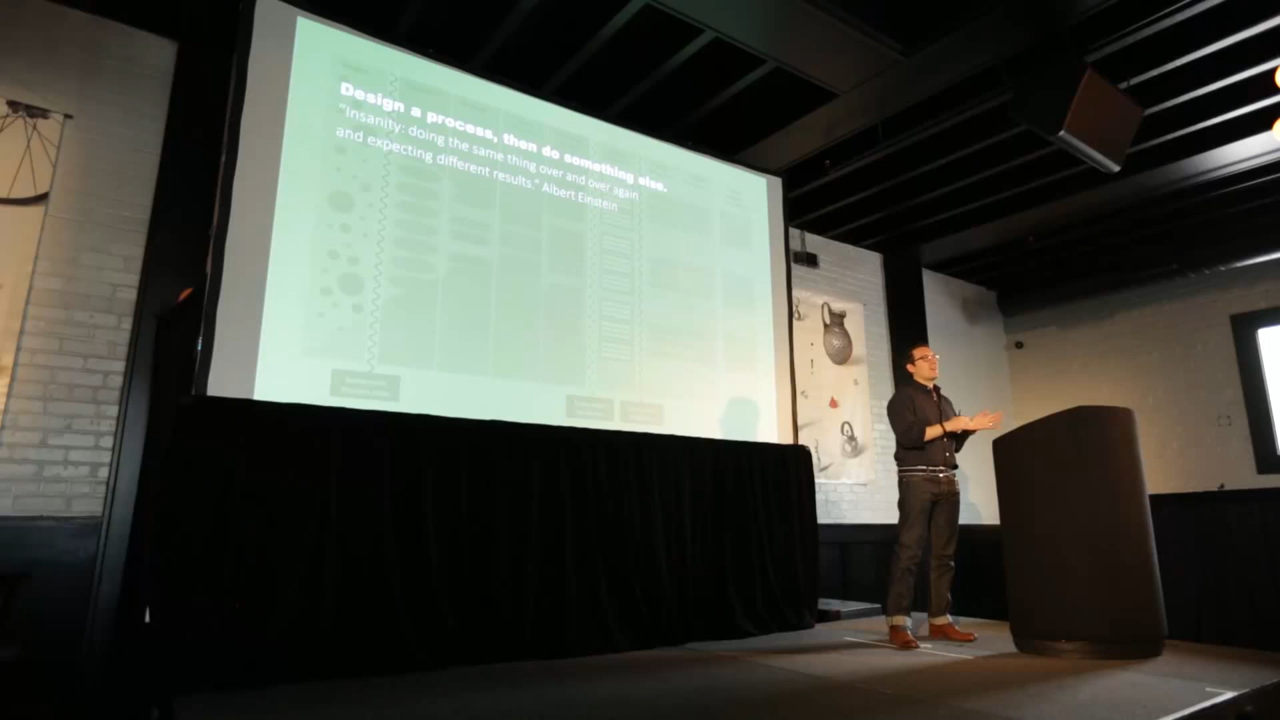 Design a process, then do something else.
"Insanity: doing the same thing over and over again
and expecting different results." Albert Einstein